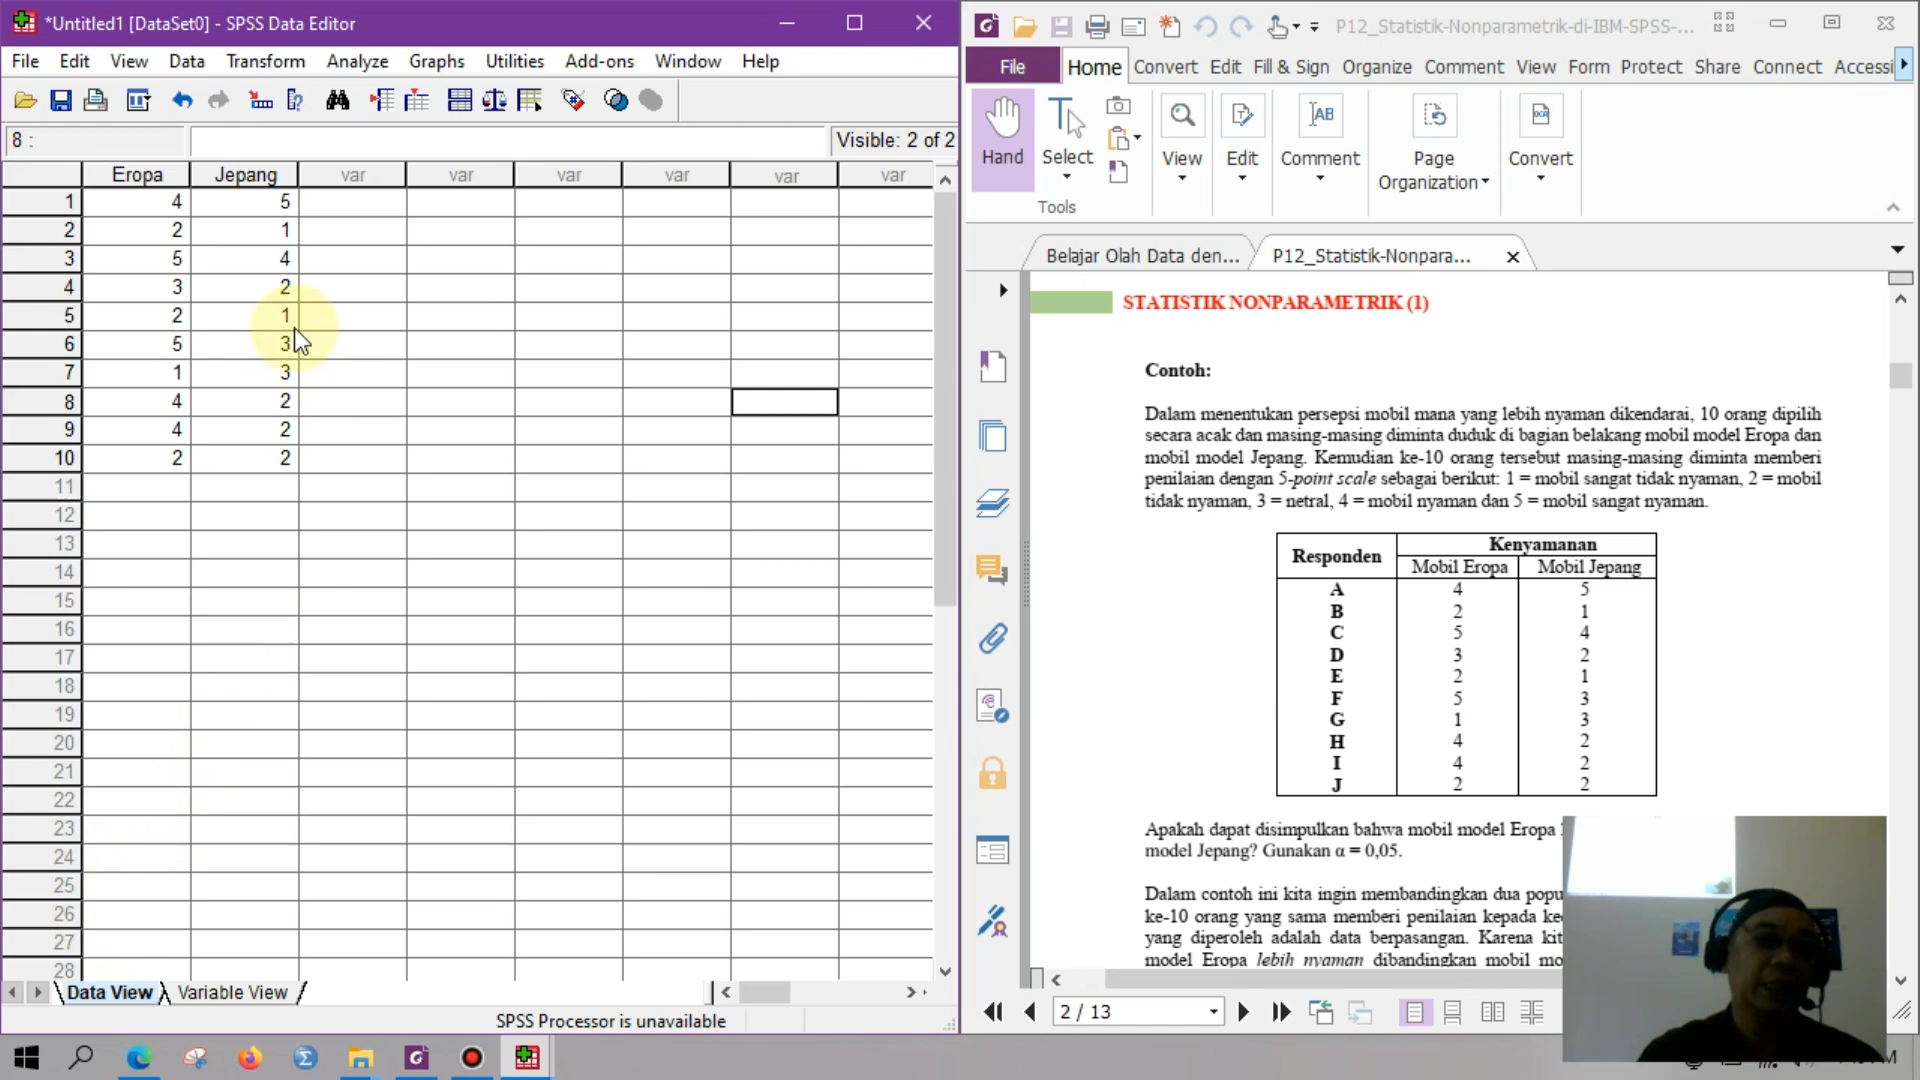 *Untitled1 [DataSet0] - SPSS Data Editor
File Edit View Data Transform Analyze Graphs Utilities Add-ons Window Help
8 :
Visible: 2 of 2
Eropa Jepang var var var var var var
1 4 5
2 2 1
3 5 4
4 3 2
5 2 1
6 5 3
7 1 3
8 4 2
9 4 2
10 2 2
11
12
13
14
15
16
17
18
19
20
21
22
23
24
25
26
27
28
Data View Variable View
SPSS Processor is unavailable
P12_Statistik-Nonparametrik-di-IBM-SPSS-...
File Home Convert Edit Fill & Sign Organize Comment View Form Protect Share Connect Accessi
Hand
Select
View
Edit
Comment
Page Organization
Convert
Tools
Belajar Olah Data den...
P12_Statistik-Nonpara...
STATISTIK NONPARAMETRIK (1)
Contoh:
Dalam menentukan persepsi mobil mana yang lebih nyaman dikendarai, 10 orang dipilih
secara acak dan masing-masing diminta duduk di bagian belakang mobil model Eropa dan
mobil model Jepang. Kemudian ke-10 orang tersebut masing-masing diminta memberi
penilaian dengan 5-point scale sebagai berikut: 1 = mobil sangat tidak nyaman, 2 = mobil
tidak nyaman, 3 = netral, 4 = mobil nyaman dan 5 = mobil sangat nyaman.
Responden Kenyamanan
Mobil Eropa Mobil Jepang
A 4 5
B 2 1
C 5 4
D 3 2
E 2 1
F 5 3
G 1 3
H 4 2
I 4 2
J 2 2
Apakah dapat disimpulkan bahwa mobil model Eropa
model Jepang? Gunakan α = 0,05.
Dalam contoh ini kita ingin membandingkan dua popu
ke-10 orang yang sama memberi penilaian kepada ke
yang diperoleh adalah data berpasangan. Karena kit
model Eropa lebih nyaman dibandingkan mobil mo
2 / 13